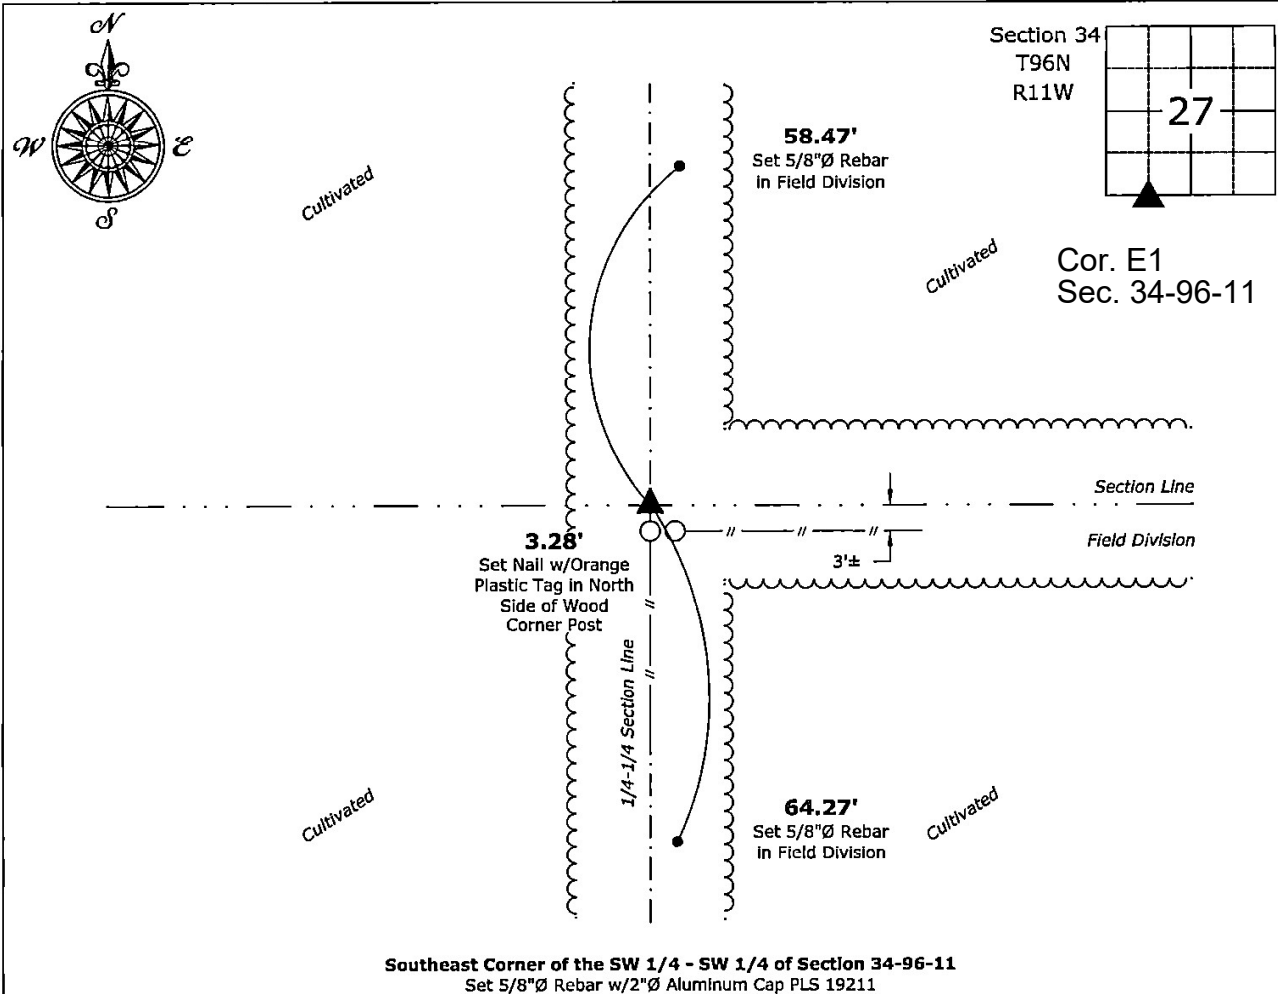 N
W
E
S
Section 34
T96N
R11W
27
Cor. E1
Sec. 34-96-11
58.47'
Set 5/8"Ø Rebar
in Field Division
Cultivated
Cultivated
Section Line
Field Division
3'±
3.28'
Set Nail w/Orange
Plastic Tag in North
Side of Wood
Corner Post
1/4-1/4 Section Line
64.27'
Set 5/8"Ø Rebar
in Field Division
Cultivated
Cultivated
Southeast Corner of the SW 1/4 - SW 1/4 of Section 34-96-11
Set 5/8"Ø Rebar w/2"Ø Aluminum Cap PLS 19211